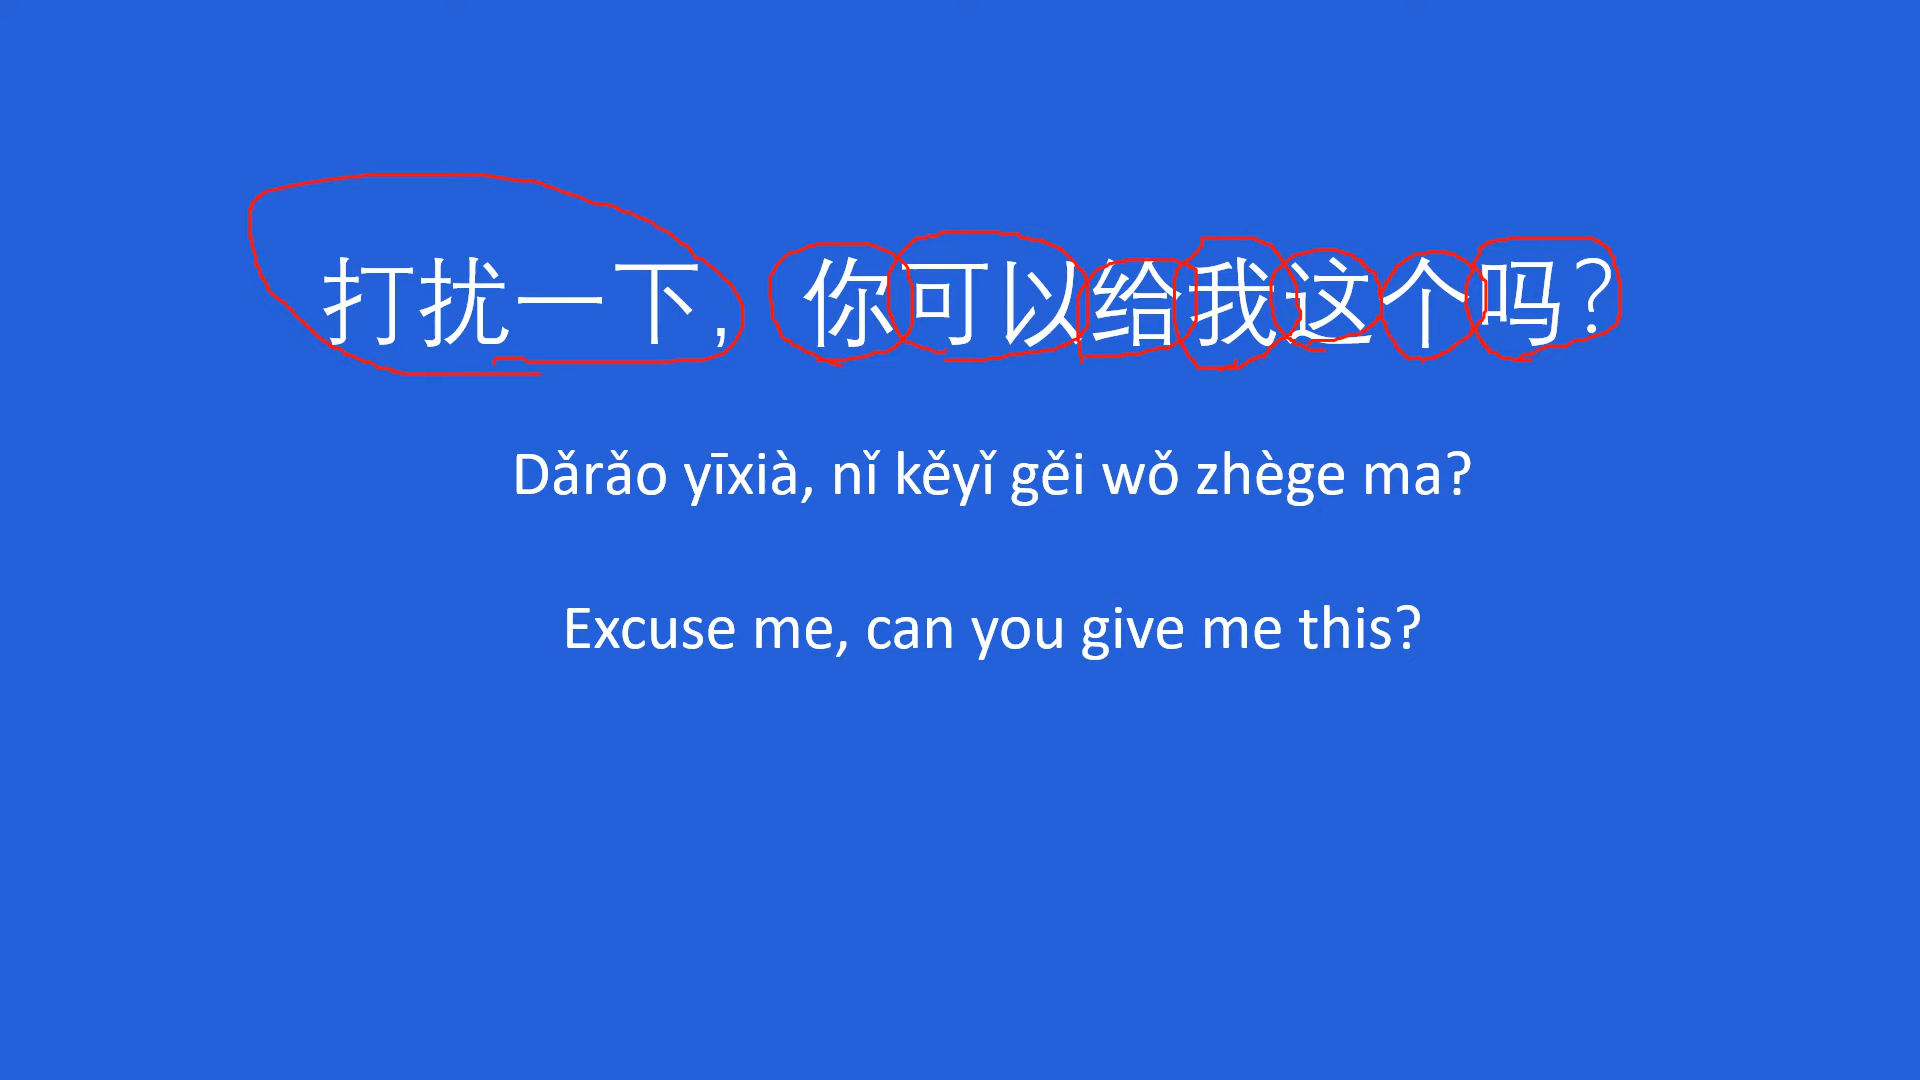 打扰一下, 你可以给我这个吗?
Dǎrǎo yīxià, nǐ kěyǐ gěi wǒ zhège ma?
Excuse me, can you give me this?